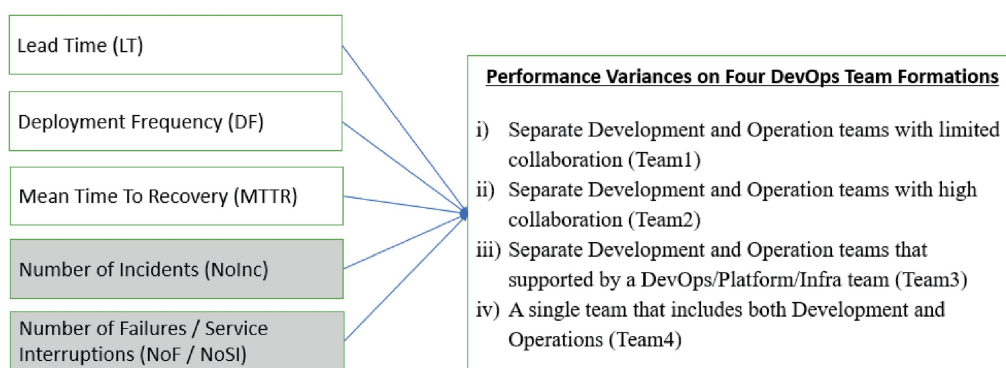 Lead Time (LT)
Deployment Frequency (DF)
Mean Time To Recovery (MTTR)
Number of Incidents (NoInc)
Number of Failures / Service
Interruptions (NoF / NoSI)
Performance Variances on Four DevOps Team Formations
i) Separate Development and Operation teams with limited
collaboration (Team1)
ii) Separate Development and Operation teams with high
collaboration (Team2)
iii) Separate Development and Operation teams that
supported by a DevOps/Platform/Infra team (Team3)
iv) A single team that includes both Development and
Operations (Team4)